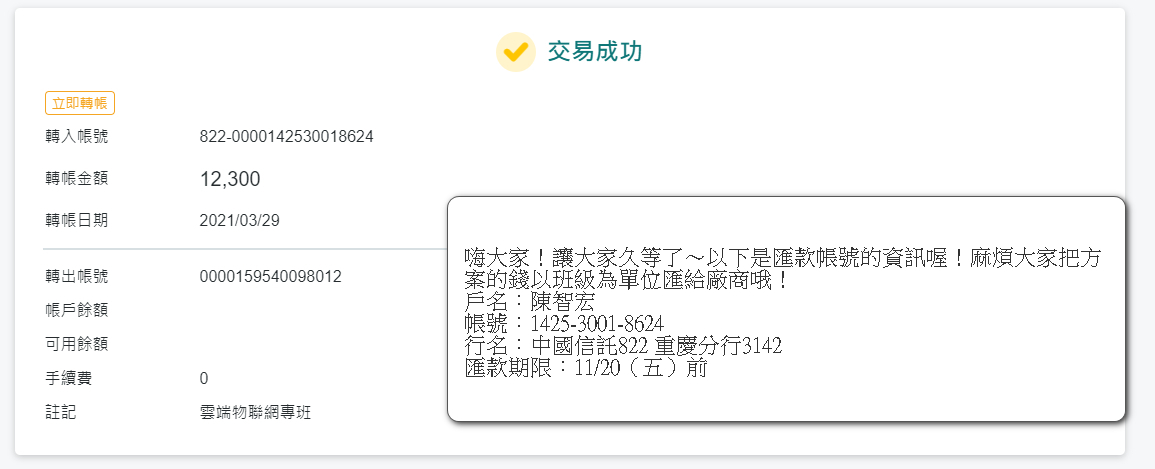 交易成功
立即轉帳
轉入帳號 822-0000142530018624
轉帳金額 12,300
轉帳日期 2021/03/29
轉出帳號 0000159540098012
帳戶餘額
可用餘額
手續費 0
註記 雲端物聯網專班
嗨大家！讓大家久等了～以下是匯款帳號的資訊喔！麻煩大家把方
案的錢以班級為單位匯給廠商哦！
戶名：陳智宏
帳號：1425-3001-8624
行名：中國信託822 重慶分行3142
匯款期限：11/20（五）前